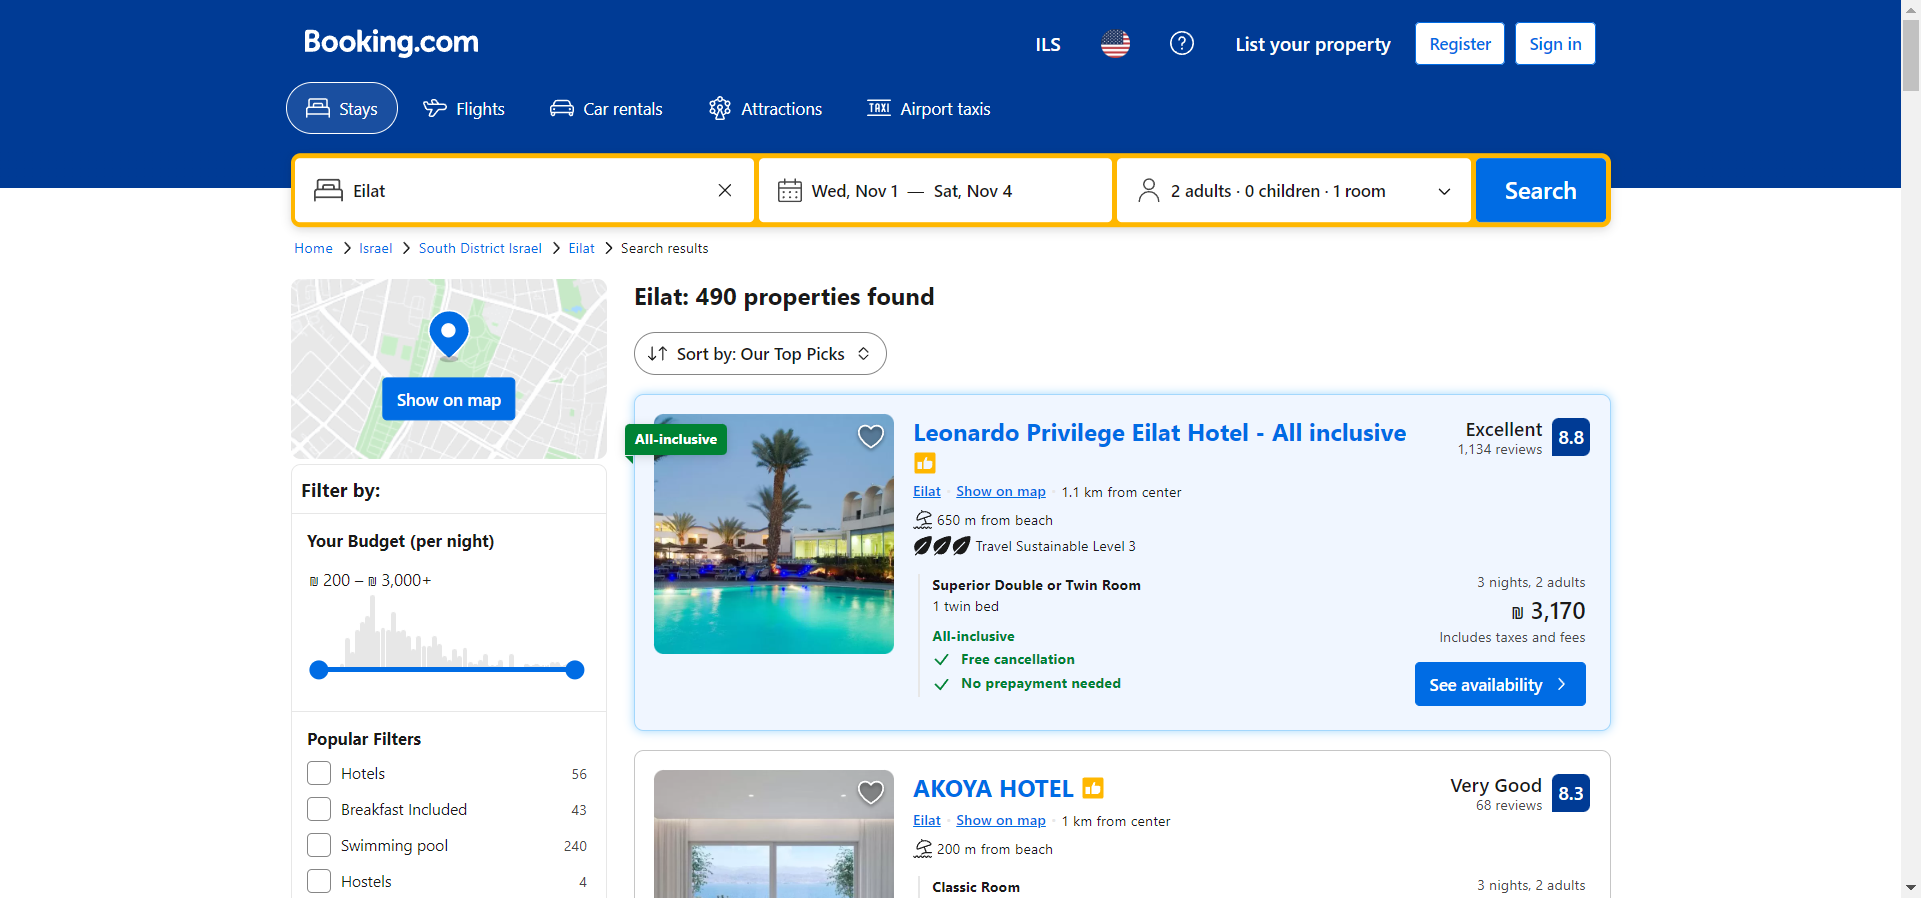 Booking.com
ILS
List your property
Register
Sign in
Stays
Flights
Car rentals
Attractions
TAXI
Airport taxis
Eilat
Wed, Nov 1 — Sat, Nov 4
2 adults · 0 children · 1 room
Search
Home > Israel > South District Israel > Eilat > Search results
Show on map
Filter by:
Your Budget (per night)
₪ 200 – ₪ 3,000+
Popular Filters
Hotels 56
Breakfast Included 43
Swimming pool 240
Hostels 4
Eilat: 490 properties found
Sort by: Our Top Picks
All-inclusive
Leonardo Privilege Eilat Hotel - All inclusive
Excellent
1,134 reviews
8.8
Eilat · Show on map · 1.1 km from center
650 m from beach
Travel Sustainable Level 3
Superior Double or Twin Room
1 twin bed
All-inclusive
Free cancellation
No prepayment needed
3 nights, 2 adults
₪ 3,170
Includes taxes and fees
See availability
AKOYA HOTEL
Very Good
68 reviews
8.3
Eilat · Show on map · 1 km from center
200 m from beach
Classic Room
3 nights, 2 adults